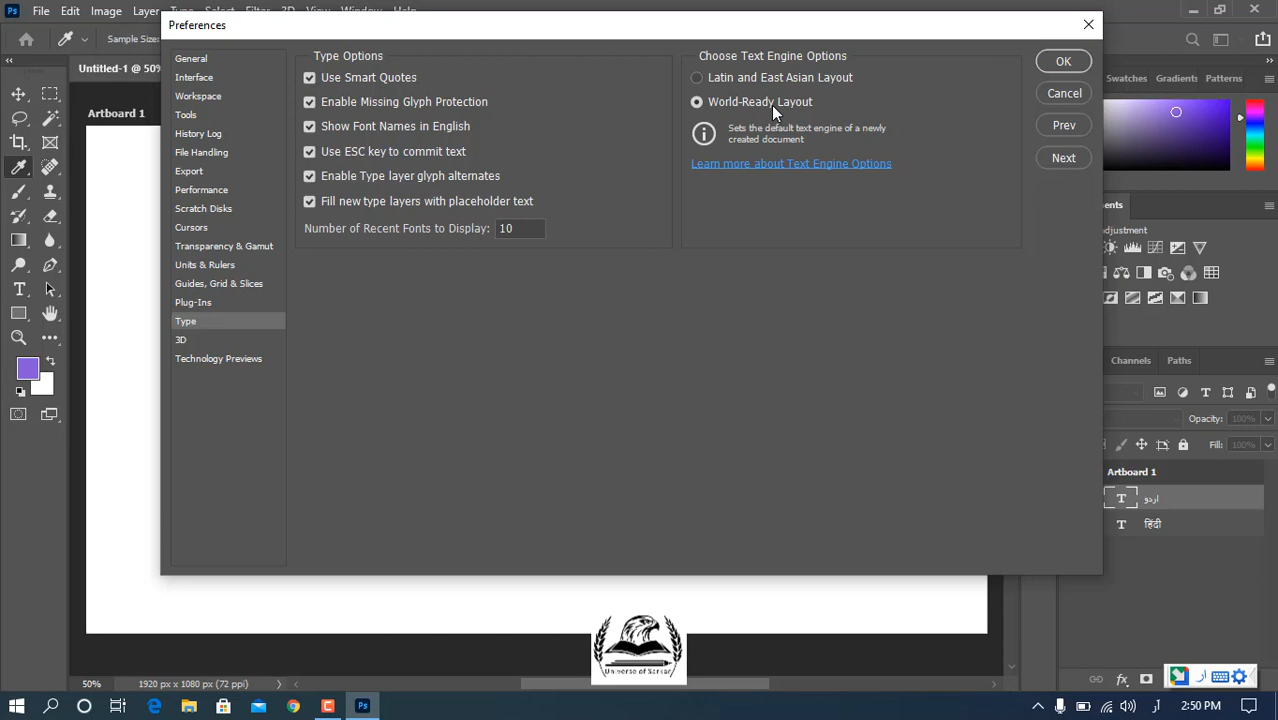 File Edit Image Layer Type Select Filter 3D View Window Help
Sample Size:
Untitled-1 @ 50%
Artboard 1
Preferences
General
Interface
Workspace
Tools
History Log
File Handling
Export
Performance
Scratch Disks
Cursors
Transparency & Gamut
Units & Rulers
Guides, Grid & Slices
Plug-Ins
Type
3D
Technology Previews
Type Options
Use Smart Quotes
Enable Missing Glyph Protection
Show Font Names in English
Use ESC key to commit text
Enable Type layer glyph alternates
Fill new type layers with placeholder text
Number of Recent Fonts to Display: 10
Choose Text Engine Options
Latin and East Asian Layout
World-Ready Layout
Sets the default text engine of a newly
created document
Learn more about Text Engine Options
OK
Cancel
Prev
Next
Swatches Gradients Patterns
adjustment
Channels Paths
Opacity: 100%
Fill: 100%
Artboard 1
T اردو
T हिंदी
Universe of Sarkar
50% 1920 px x 1080 px (72 ppi)
2:50 PM